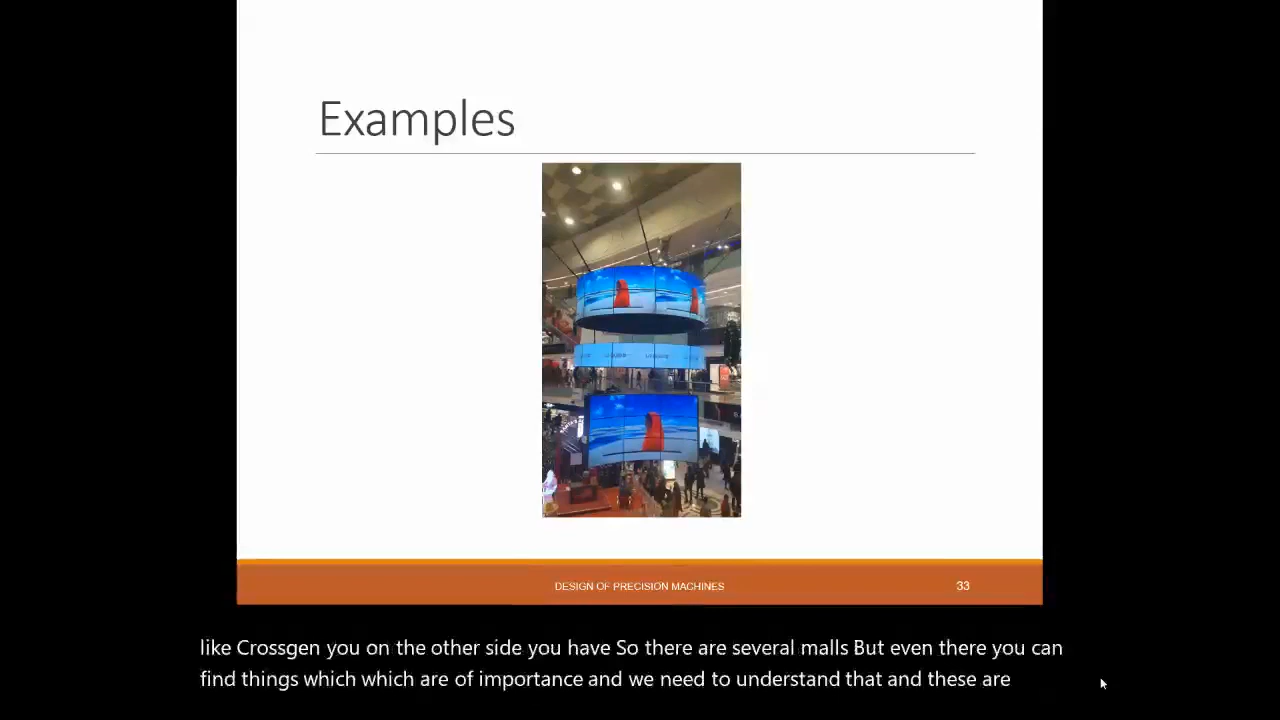 Examples
DESIGN OF PRECISION MACHINES
33
like Crossgen you on the other side you have So there are several malls But even there you can
find things which which are of importance and we need to understand that and these are